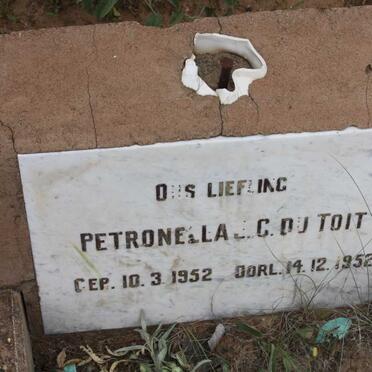 ONS LIEFLING
PETRONELLA J.C. DU TOIT
GEB. 10.3.1952 OORL. 14.12.1952